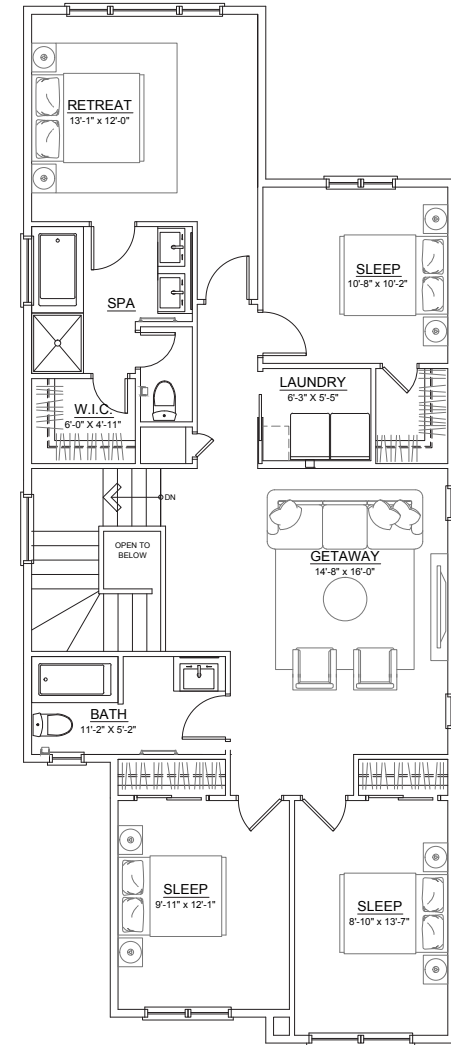 RETREAT
13'-1" x 12'-0"
SLEEP
10'-8" x 10'-2"
SPA
LAUNDRY
6'-3" X 5'-5"
W.I.C.
6'-0" X 4'-11"
DN
OPEN TO
BELOW
GETAWAY
14'-8" x 16'-0"
BATH
11'-2" X 5'-2"
SLEEP
9'-11" x 12'-1"
SLEEP
8'-10" x 13'-7"